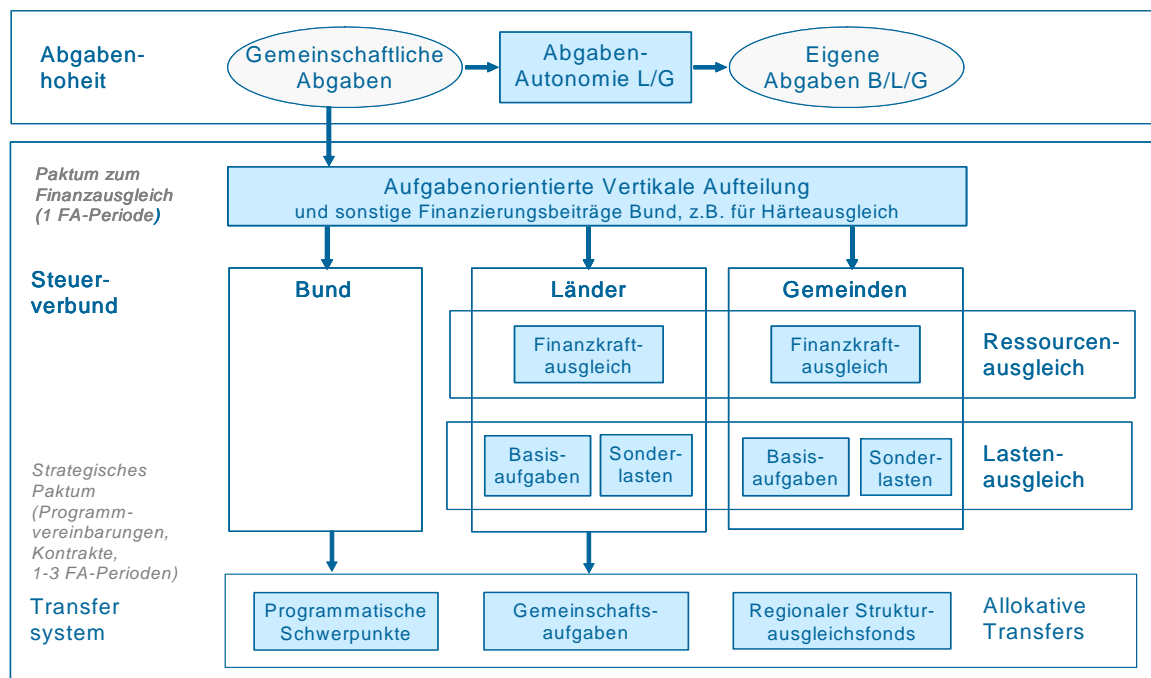 Abgaben-
hoheit
Gemeinschaftliche
Abgaben
Abgaben-
Autonomie L/G
Eigene
Abgaben B/L/G
Paktum zum
Finanzausgleich
(1 FA-Periode)
Aufgabenorientierte Vertikale Aufteilung
und sonstige Finanzierungsbeiträge Bund, z.B. für Härteausgleich
Steuer-
verbund
Bund
Länder
Gemeinden
Finanzkraft-
ausgleich
Finanzkraft-
ausgleich
Ressourcen-
ausgleich
Basis-
aufgaben
Sonder-
lasten
Basis-
aufgaben
Sonder-
lasten
Lasten-
ausgleich
Strategisches
Paktum
(Programm-
vereinbarungen,
Kontrakte,
1-3 FA-Perioden)
Transfer
system
Programmatische
Schwerpunkte
Gemeinschafts-
aufgaben
Regionaler Struktur-
ausgleichsfonds
Allokative
Transfers